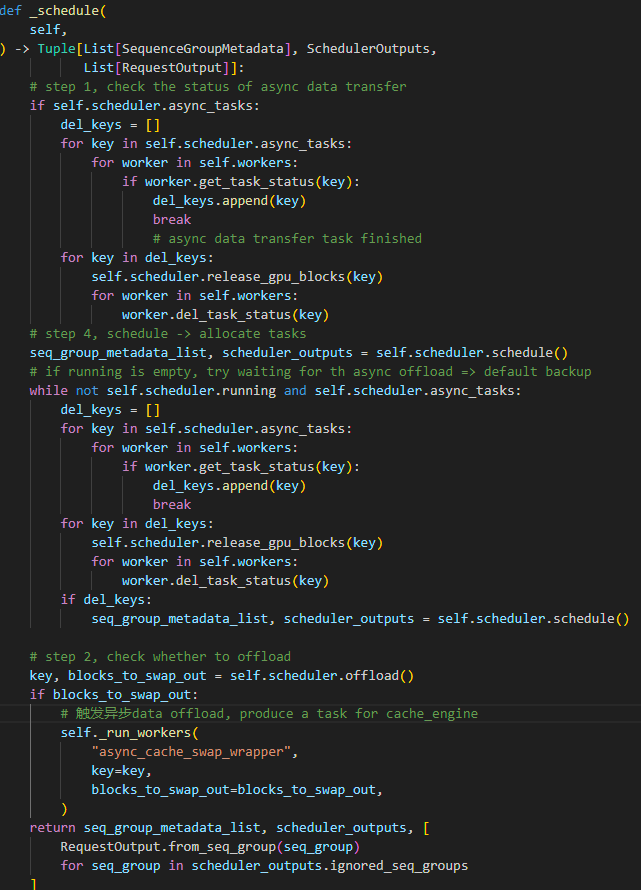 def _schedule(
    self,
) -> Tuple[List[SequenceGroupMetadata], SchedulerOutputs,
           List[RequestOutput]]:
    # step 1, check the status of async data transfer
    if self.scheduler.async_tasks:
        del_keys = []
        for key in self.scheduler.async_tasks:
            for worker in self.workers:
                if worker.get_task_status(key):
                    del_keys.append(key)
                    break
                    # async data transfer task finished
        for key in del_keys:
            self.scheduler.release_gpu_blocks(key)
            for worker in self.workers:
                worker.del_task_status(key)
    # step 4, schedule -> allocate tasks
    seq_group_metadata_list, scheduler_outputs = self.scheduler.schedule()
    # if running is empty, try waiting for th async offload => default backup
    while not self.scheduler.running and self.scheduler.async_tasks:
        del_keys = []
        for key in self.scheduler.async_tasks:
            for worker in self.workers:
                if worker.get_task_status(key):
                    del_keys.append(key)
                    break
        for key in del_keys:
            self.scheduler.release_gpu_blocks(key)
            for worker in self.workers:
                worker.del_task_status(key)
        if del_keys:
            seq_group_metadata_list, scheduler_outputs = self.scheduler.schedule()

    # step 2, check whether to offload
    key, blocks_to_swap_out = self.scheduler.offload()
    if blocks_to_swap_out:
        # 触发异步data offload, produce a task for cache_engine
        self._run_workers(
            "async_cache_swap_wrapper",
            key=key,
            blocks_to_swap_out=blocks_to_swap_out,
        )
    return seq_group_metadata_list, scheduler_outputs, [
        RequestOutput.from_seq_group(seq_group)
        for seq_group in scheduler_outputs.ignored_seq_groups
    ]